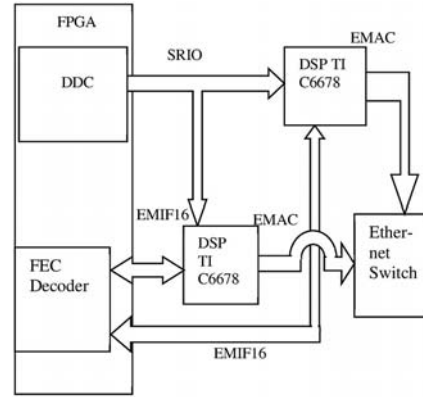 FPGA
EMAC
SRIO
DDC
DSP TI
C6678
EMIF16
EMAC
DSP
TI
C6678
Ether-
net
Switch
FEC
Decoder
EMIF16